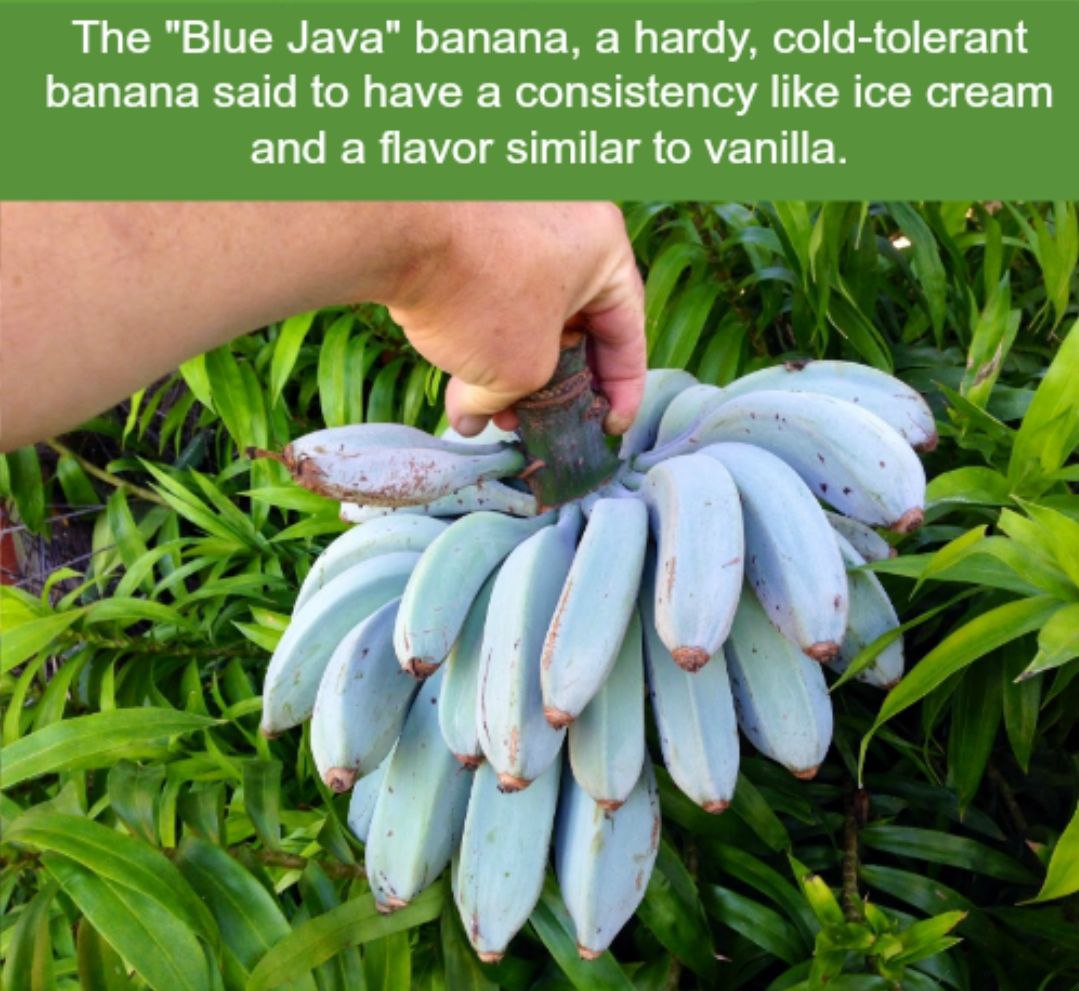 The "Blue Java" banana, a hardy, cold-tolerant
banana said to have a consistency like ice cream
and a flavor similar to vanilla.